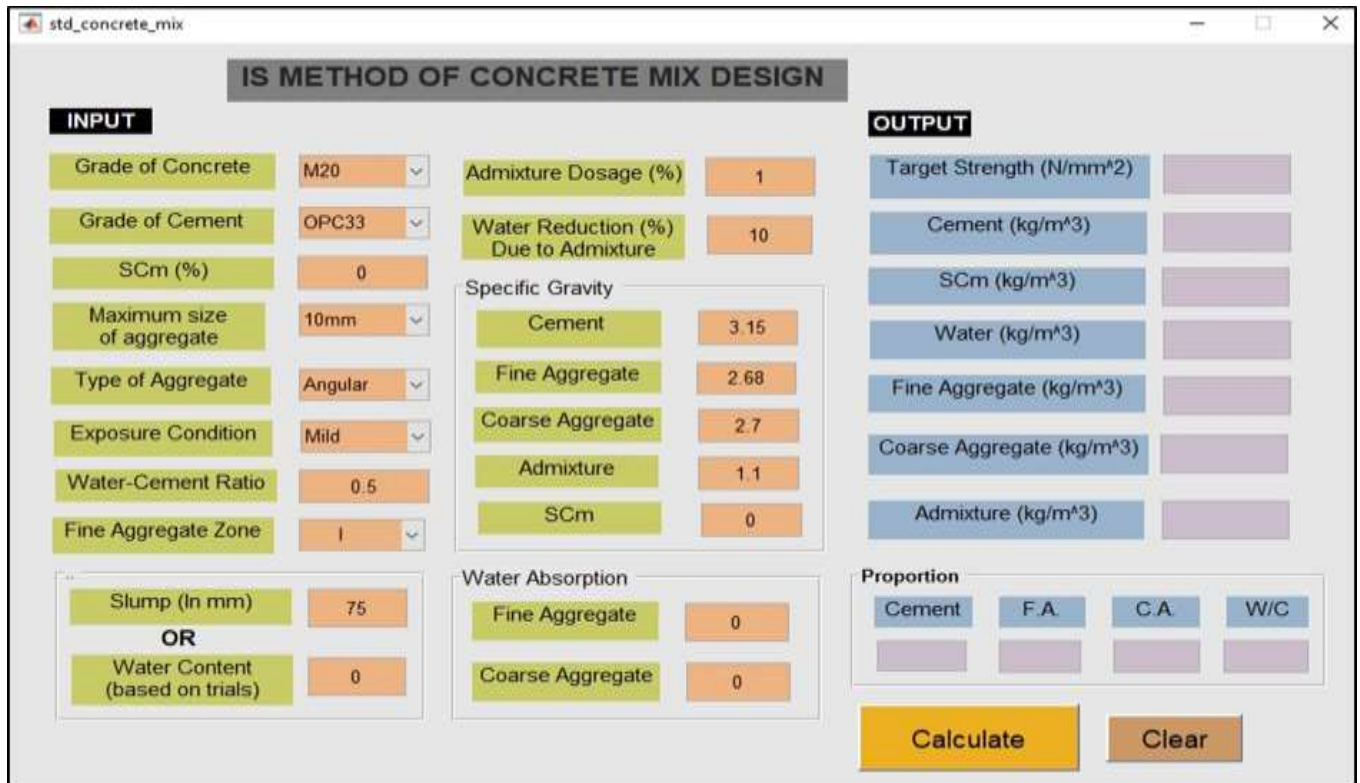 std_concrete_mix
IS METHOD OF CONCRETE MIX DESIGN
INPUT
Grade of Concrete
M20
Grade of Cement
OPC33
SCm (%)
0
Maximum size
of aggregate
10mm
Type of Aggregate
Angular
Exposure Condition
Mild
Water-Cement Ratio
0.5
Fine Aggregate Zone
I
..
Slump (In mm)
75
OR
Water Content
(based on trials)
0
Admixture Dosage (%)
1
Water Reduction (%)
Due to Admixture
10
Specific Gravity
Cement
3.15
Fine Aggregate
2.68
Coarse Aggregate
2.7
Admixture
1.1
SCm
0
Water Absorption
Fine Aggregate
0
Coarse Aggregate
0
OUTPUT
Target Strength (N/mm^2)
Cement (kg/m^3)
SCm (kg/m^3)
Water (kg/m^3)
Fine Aggregate (kg/m^3)
Coarse Aggregate (kg/m^3)
Admixture (kg/m^3)
Proportion
Cement
F.A.
C.A.
W/C
Calculate
Clear